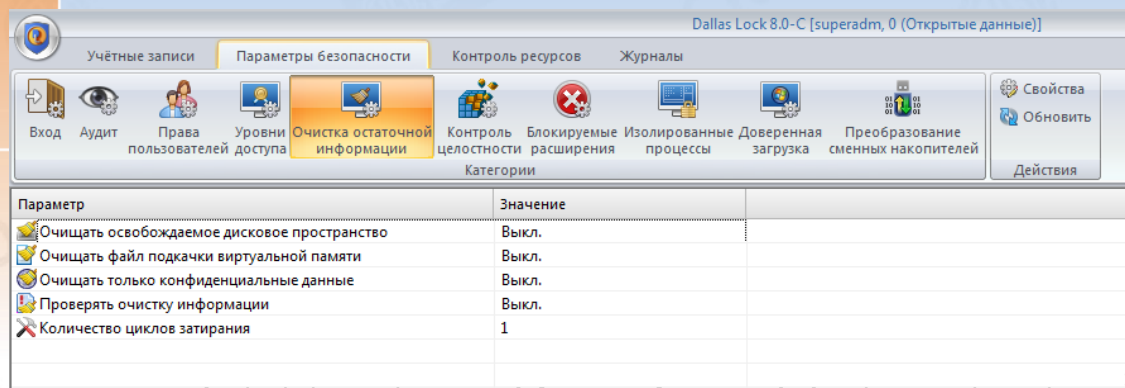 Dallas Lock 8.0-C [superadm, 0 (Открытые данные)]
Учётные записи Параметры безопасности Контроль ресурсов Журналы
Вход Аудит Права пользователей Уровни доступа Очистка остаточной информации Контроль целостности Блокируемые расширения Изолированные процессы Доверенная загрузка Преобразование сменных накопителей
Свойства
Обновить
Категории Действия
Параметр Значение
Очищать освобождаемое дисковое пространство Выкл.
Очищать файл подкачки виртуальной памяти Выкл.
Очищать только конфиденциальные данные Выкл.
Проверять очистку информации Выкл.
Количество циклов затирания 1